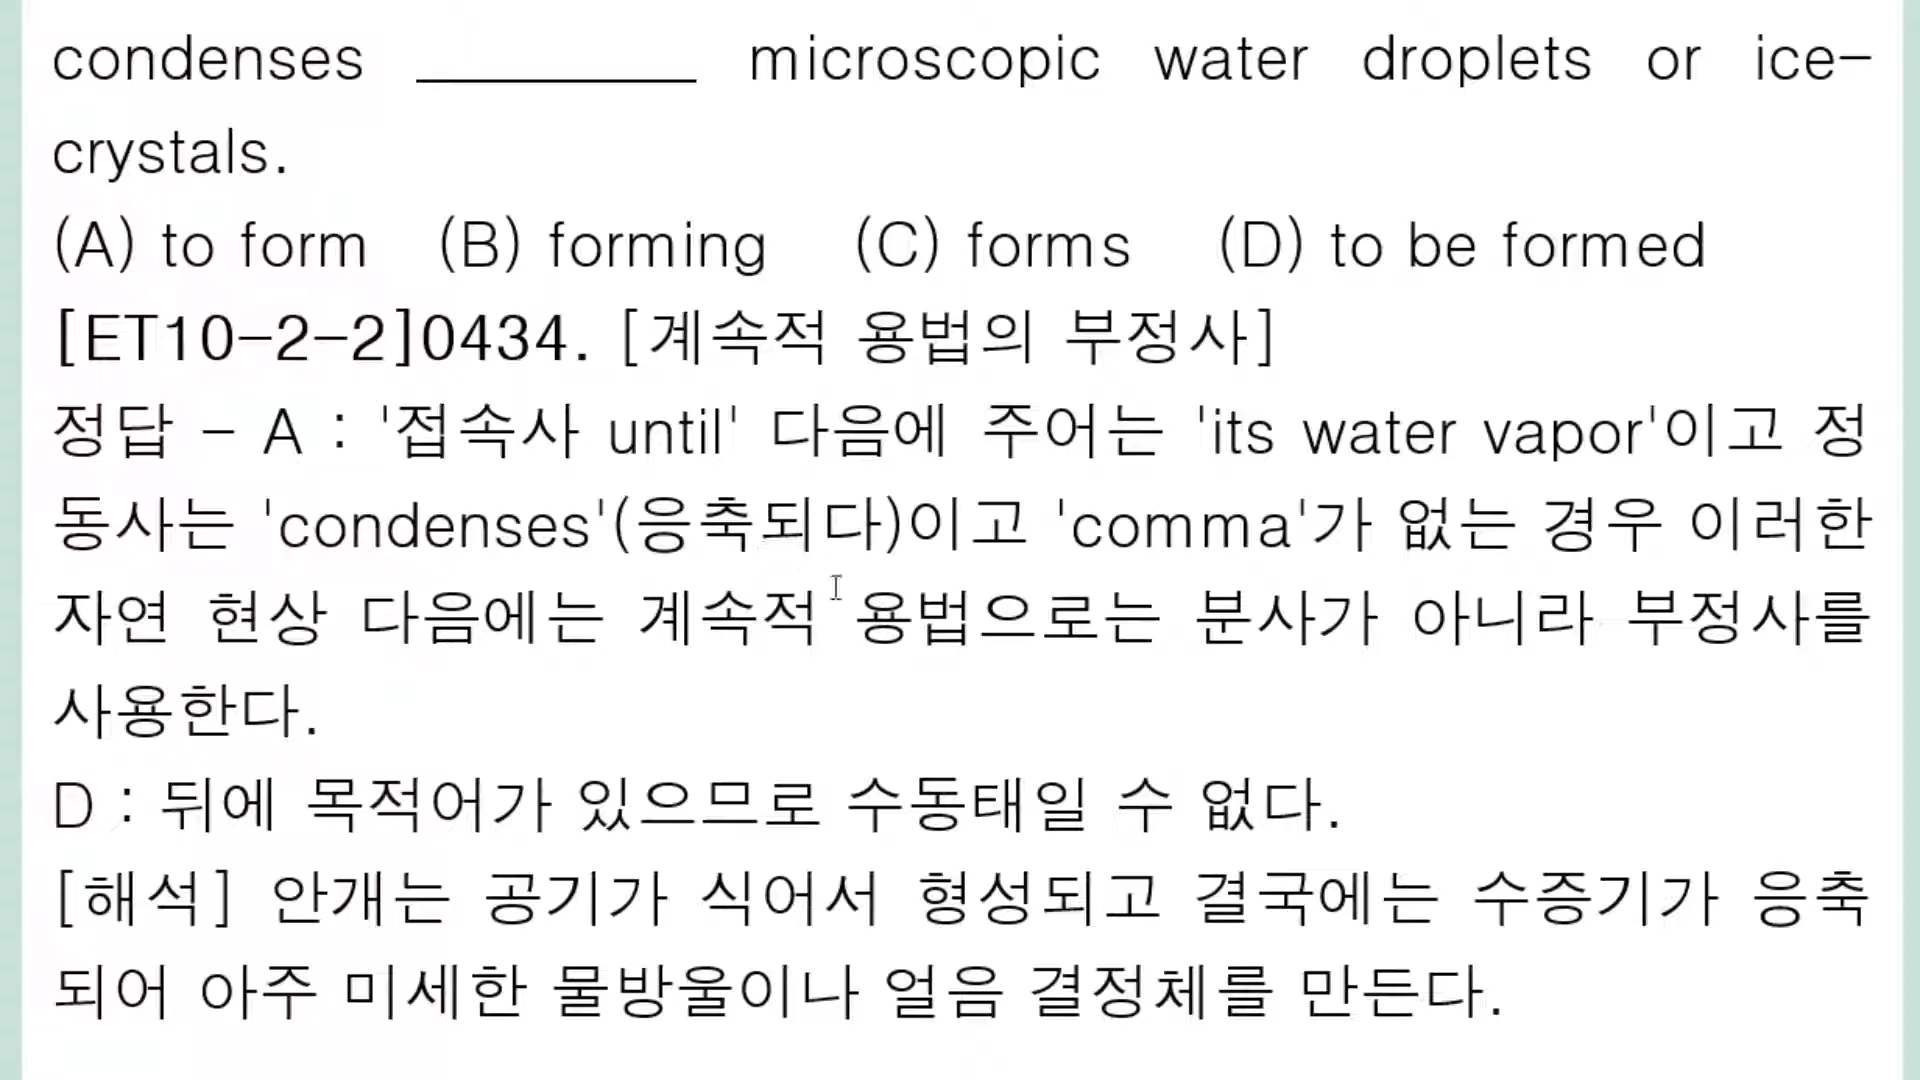 condenses ________ microscopic water droplets or ice-
crystals.
(A) to form (B) forming (C) forms (D) to be formed
[ET10-2-2]0434. [계속적 용법의 부정사]
정답 - A : '접속사 until' 다음에 주어는 'its water vapor'이고 정
동사는 'condenses'(응축되다)이고 'comma'가 없는 경우 이러한
자연 현상 다음에는 계속적 용법으로는 분사가 아니라 부정사를
사용한다.
D : 뒤에 목적어가 있으므로 수동태일 수 없다.
[해석] 안개는 공기가 식어서 형성되고 결국에는 수증기가 응축
되어 아주 미세한 물방울이나 얼음 결정체를 만든다.